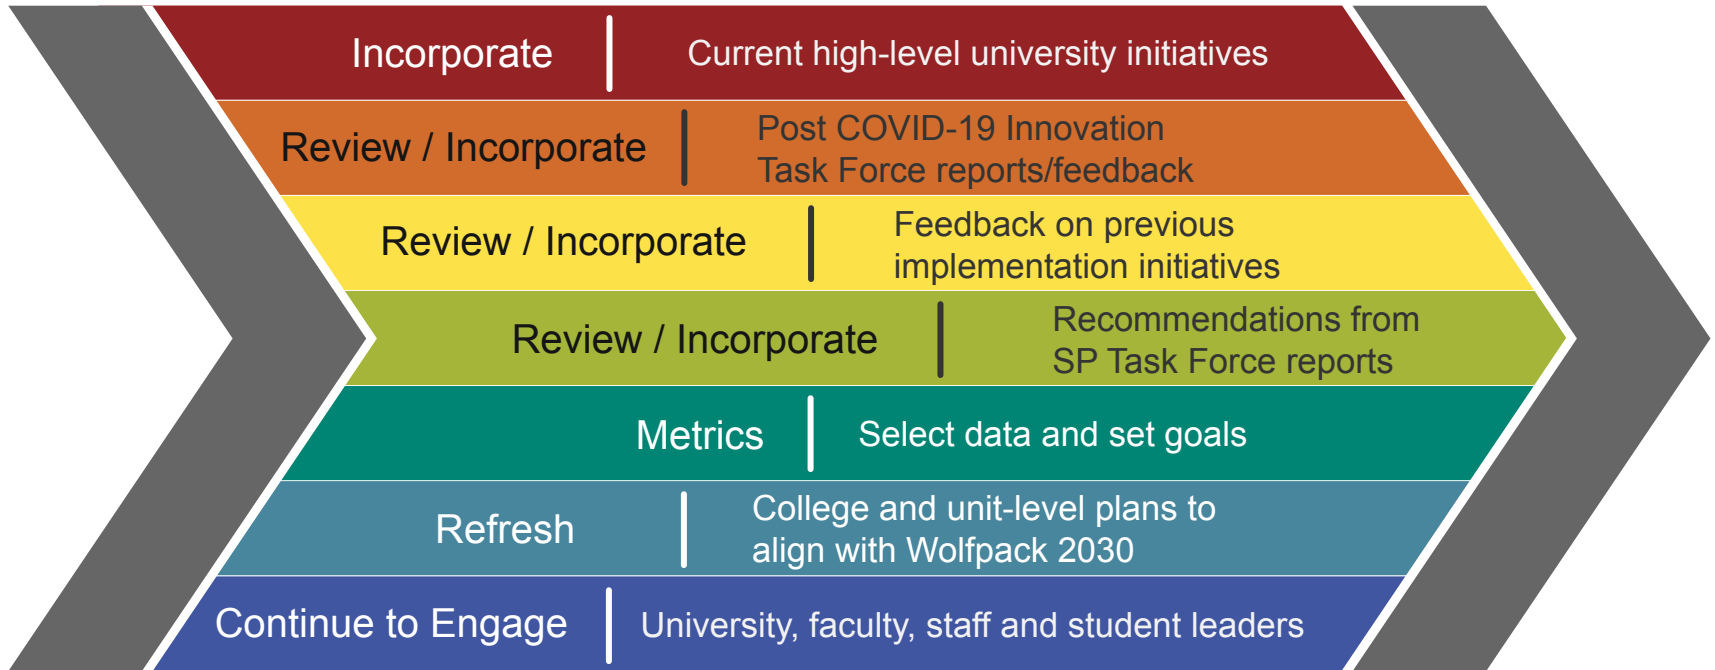 Incorporate
Current high-level university initiatives
Review / Incorporate
Post COVID-19 Innovation
Task Force reports/feedback
Review / Incorporate
Feedback on previous
implementation initiatives
Review / Incorporate
Recommendations from
SP Task Force reports
Metrics
Select data and set goals
Refresh
College and unit-level plans to
align with Wolfpack 2030
Continue to Engage
University, faculty, staff and student leaders